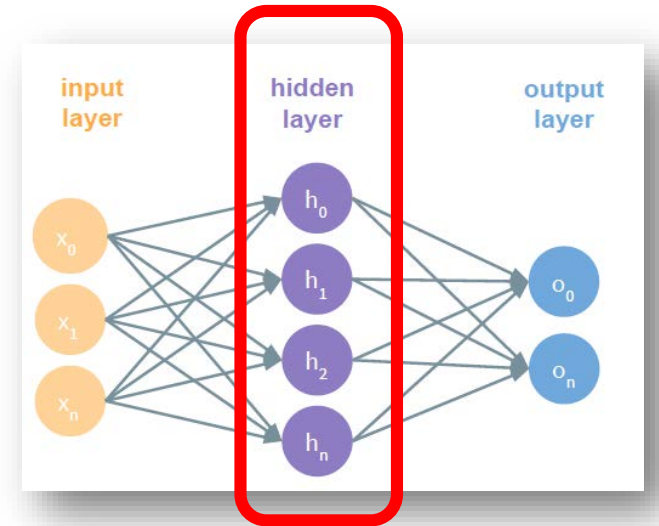 input
layer
hidden
layer
output
layer
x₀
x₁
xₙ
h₀
h₁
h₂
hₙ
o₀
oₙ